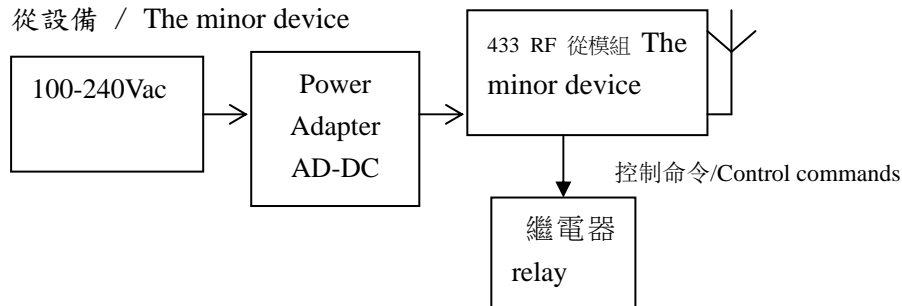 從設備 / The minor device
100-240Vac
Power
Adapter
AD-DC
433 RF 從模組 The
minor device
控制命令/Control commands
繼電器
relay